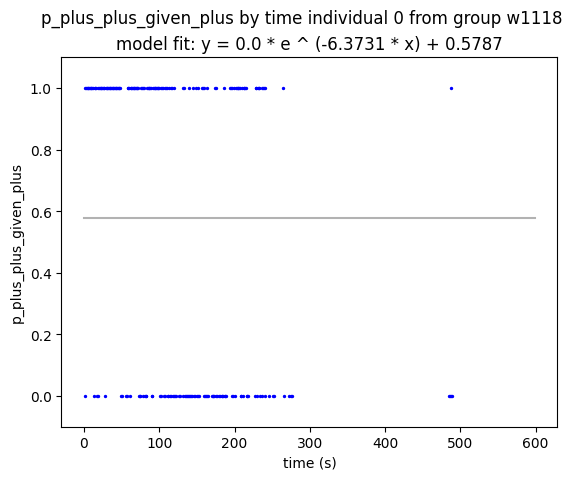 p_plus_plus_given_plus by time individual 0 from group w1118
model fit: y = 0.0 * e ^ (-6.3731 * x) + 0.5787
p_plus_plus_given_plus
1.0
0.8
0.6
0.4
0.2
0.0
0 100 200 300 400 500 600
time (s)